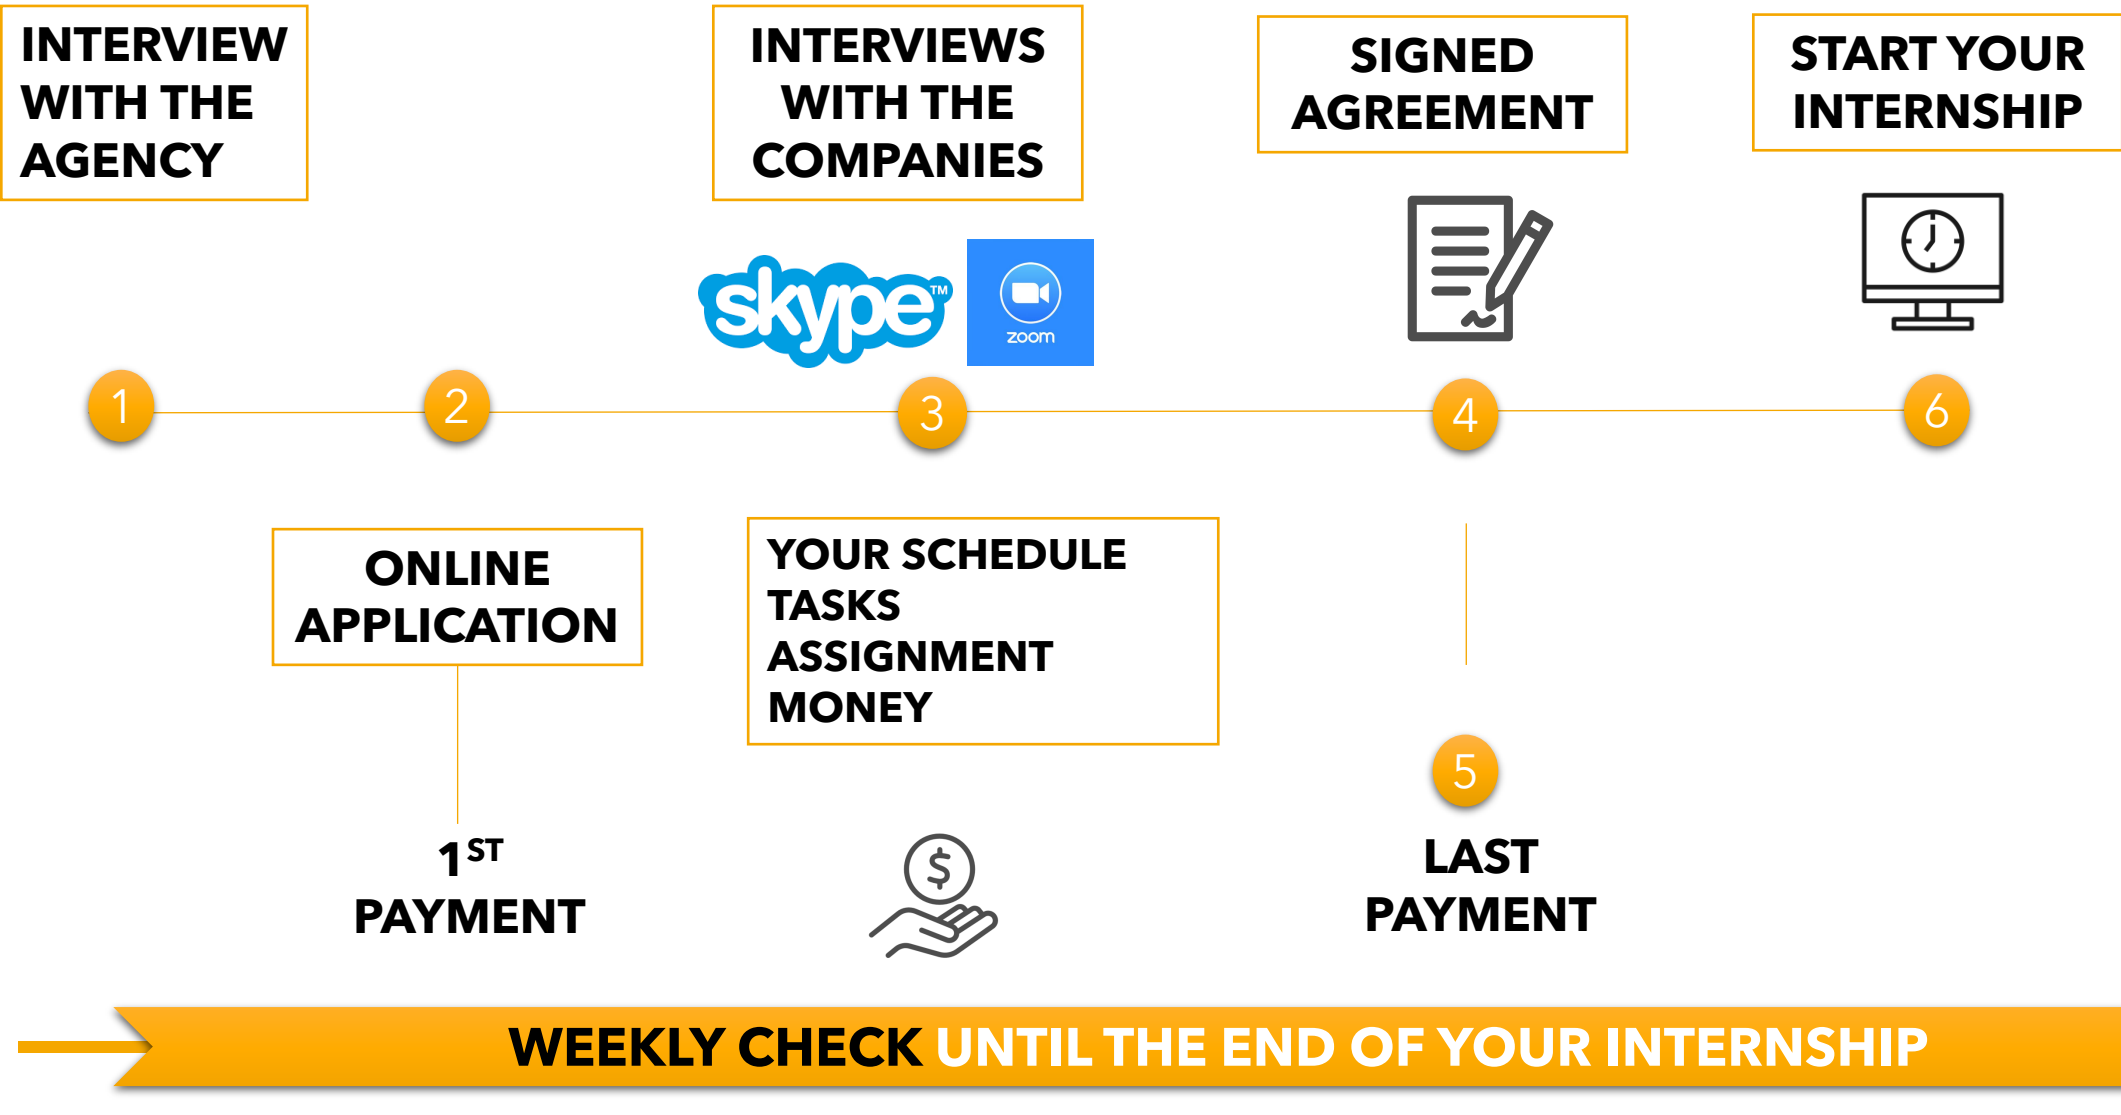 INTERVIEW
WITH THE
AGENCY
INTERVIEWS
WITH THE
COMPANIES
SIGNED
AGREEMENT
START YOUR
INTERNSHIP
skype™
zoom
1
2
3
4
6
ONLINE
APPLICATION
YOUR SCHEDULE
TASKS
ASSIGNMENT
MONEY
5
1ST
PAYMENT
$
LAST
PAYMENT
WEEKLY CHECK UNTIL THE END OF YOUR INTERNSHIP